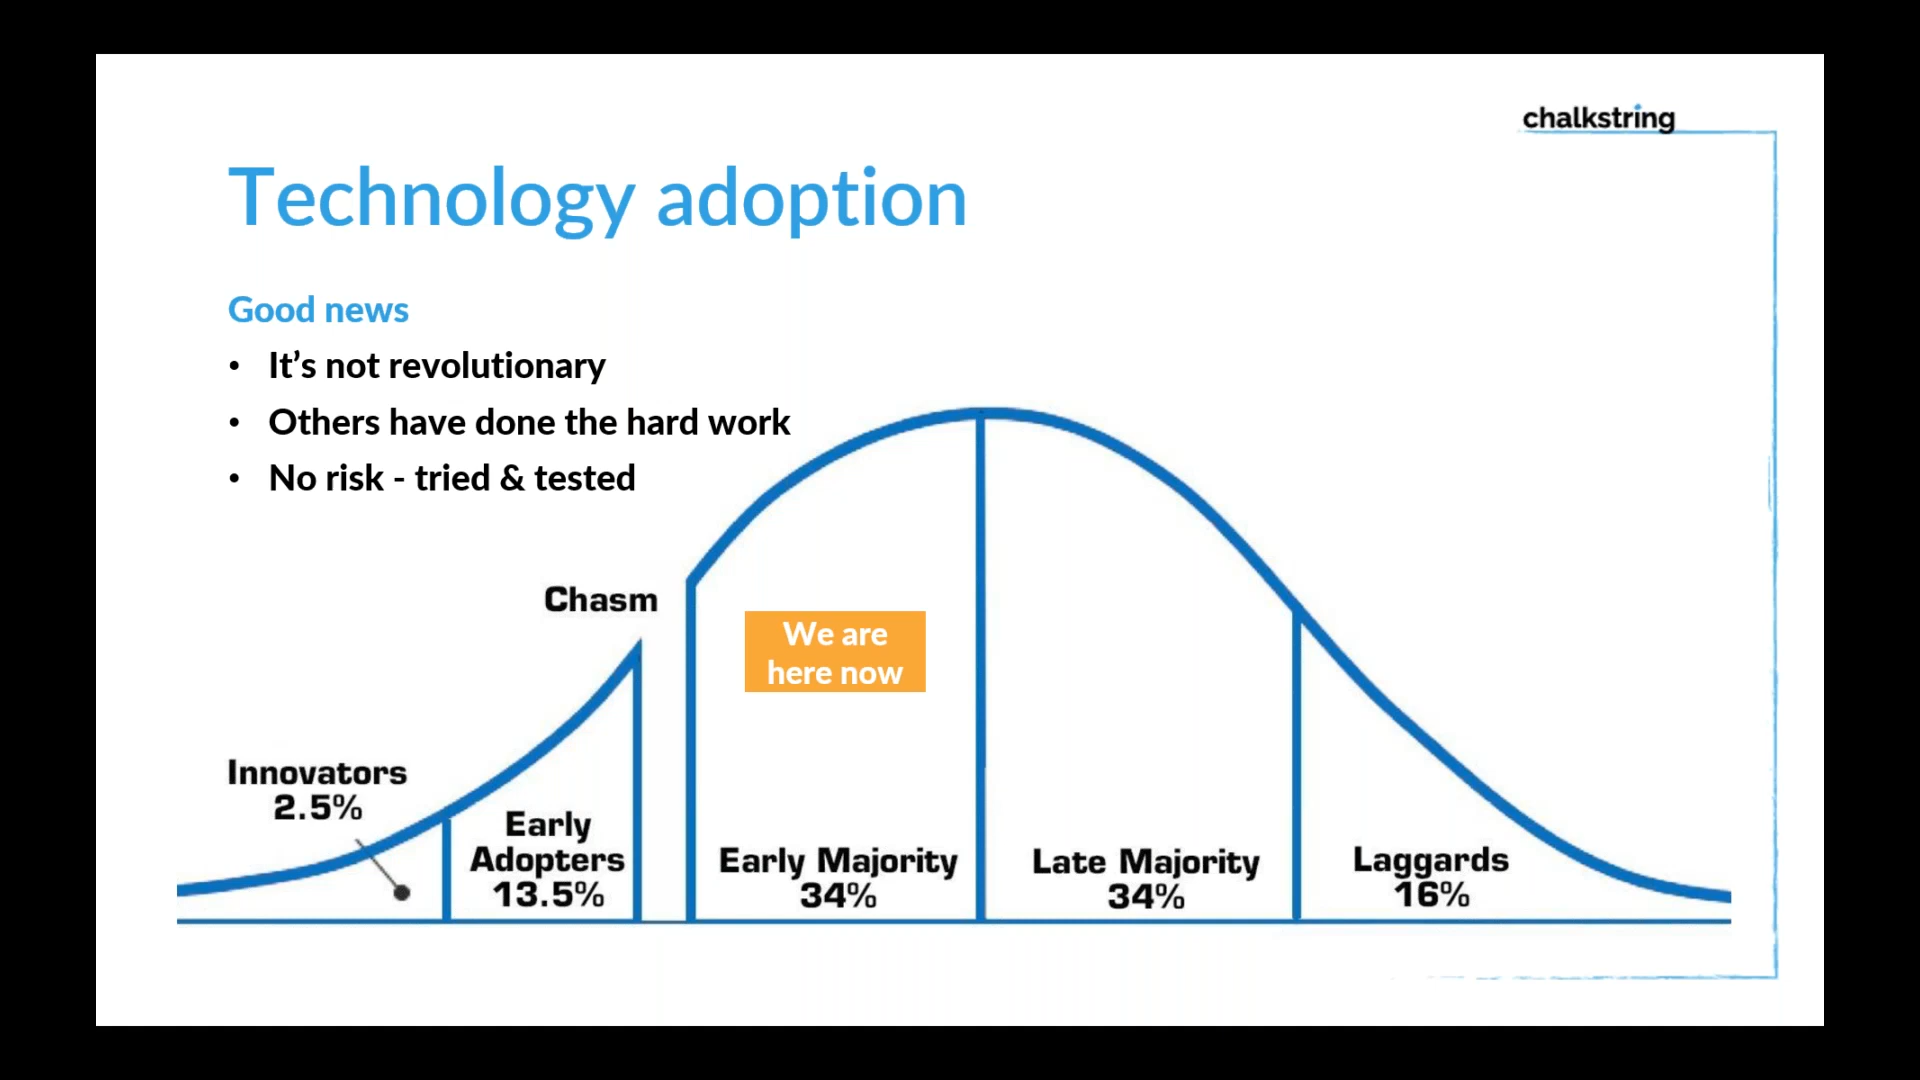 chalkstring
Technology adoption
Good news
• It’s not revolutionary
• Others have done the hard work
• No risk - tried & tested
Chasm
We are
here now
Innovators
2.5%
Early
Adopters
13.5%
Early Majority
34%
Late Majority
34%
Laggards
16%